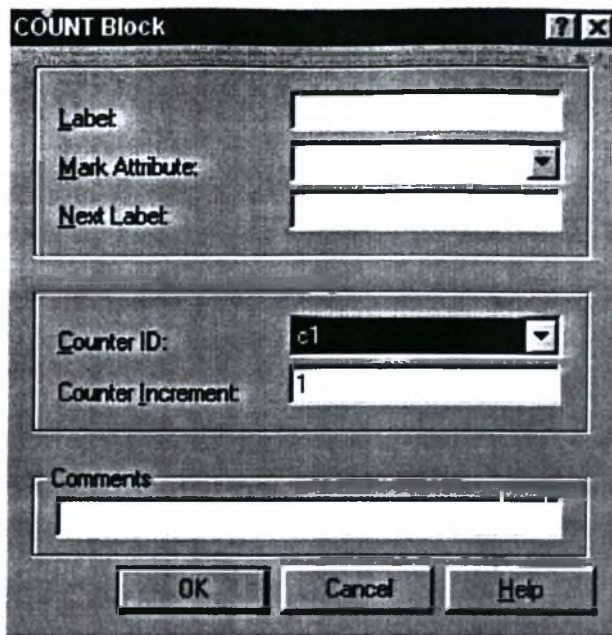 COUNT Block
Label:
Mark Attribute:
Next Label:
Counter ID: c1
Counter Increment: 1
Comments
OK Cancel Help